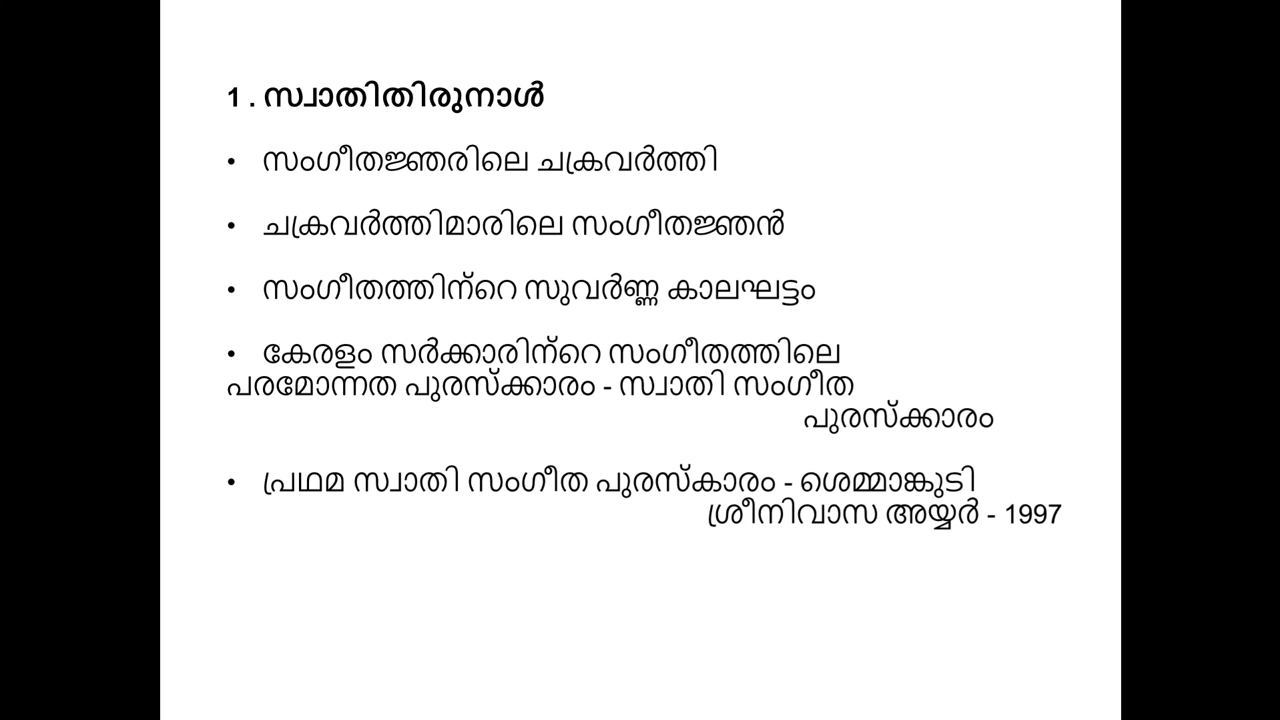 1 . സ്വാതിതിരുനാൾ
• സംഗീതജ്ഞരിലെ ചക്രവർത്തി
• ചക്രവർത്തിമാരിലെ സംഗീതജ്ഞൻ
• സംഗീതത്തിന്റെ സുവർണ്ണ കാലഘട്ടം
• കേരളം സർക്കാരിന്റെ സംഗീതത്തിലെ
പരമോന്നത പുരസ്ക്കാരം - സ്വാതി സംഗീത
പുരസ്ക്കാരം
• പ്രഥമ സ്വാതി സംഗീത പുരസ്കാരം - ശെമ്മാങ്കുടി
ശ്രീനിവാസ അയ്യർ - 1997